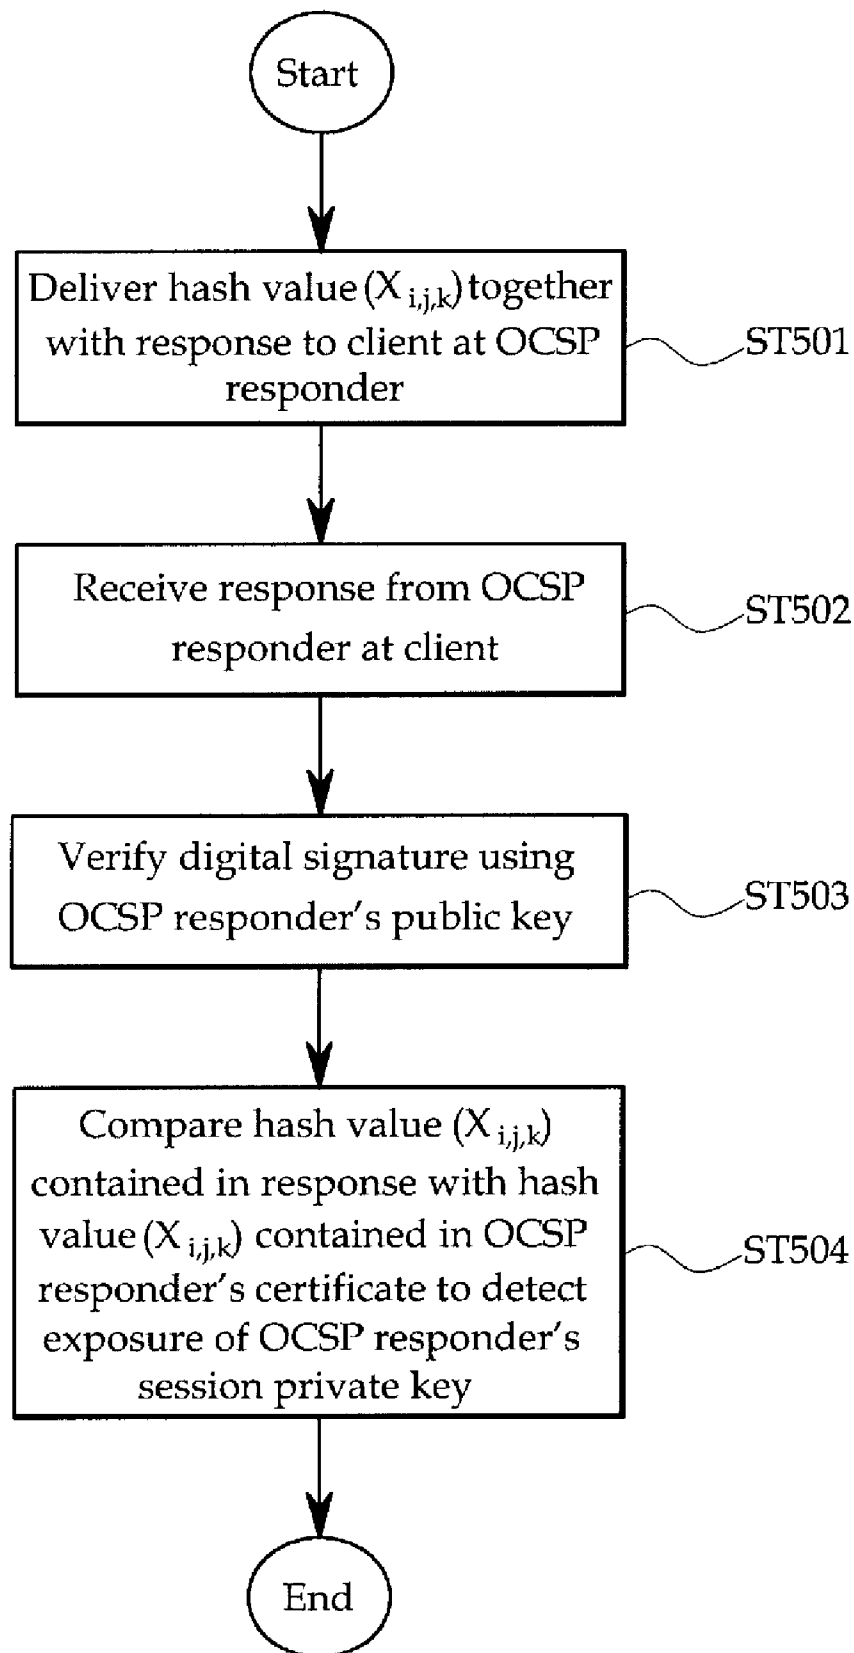 Start
Deliver hash value (X i,j,k) together
with response to client at OCSP
responder
ST501
Receive response from OCSP
responder at client
ST502
Verify digital signature using
OCSP responder's public key
ST503
Compare hash value (X i,j,k)
contained in response with hash
value (X i,j,k) contained in OCSP
responder's certificate to detect
exposure of OCSP responder's
session private key
ST504
End